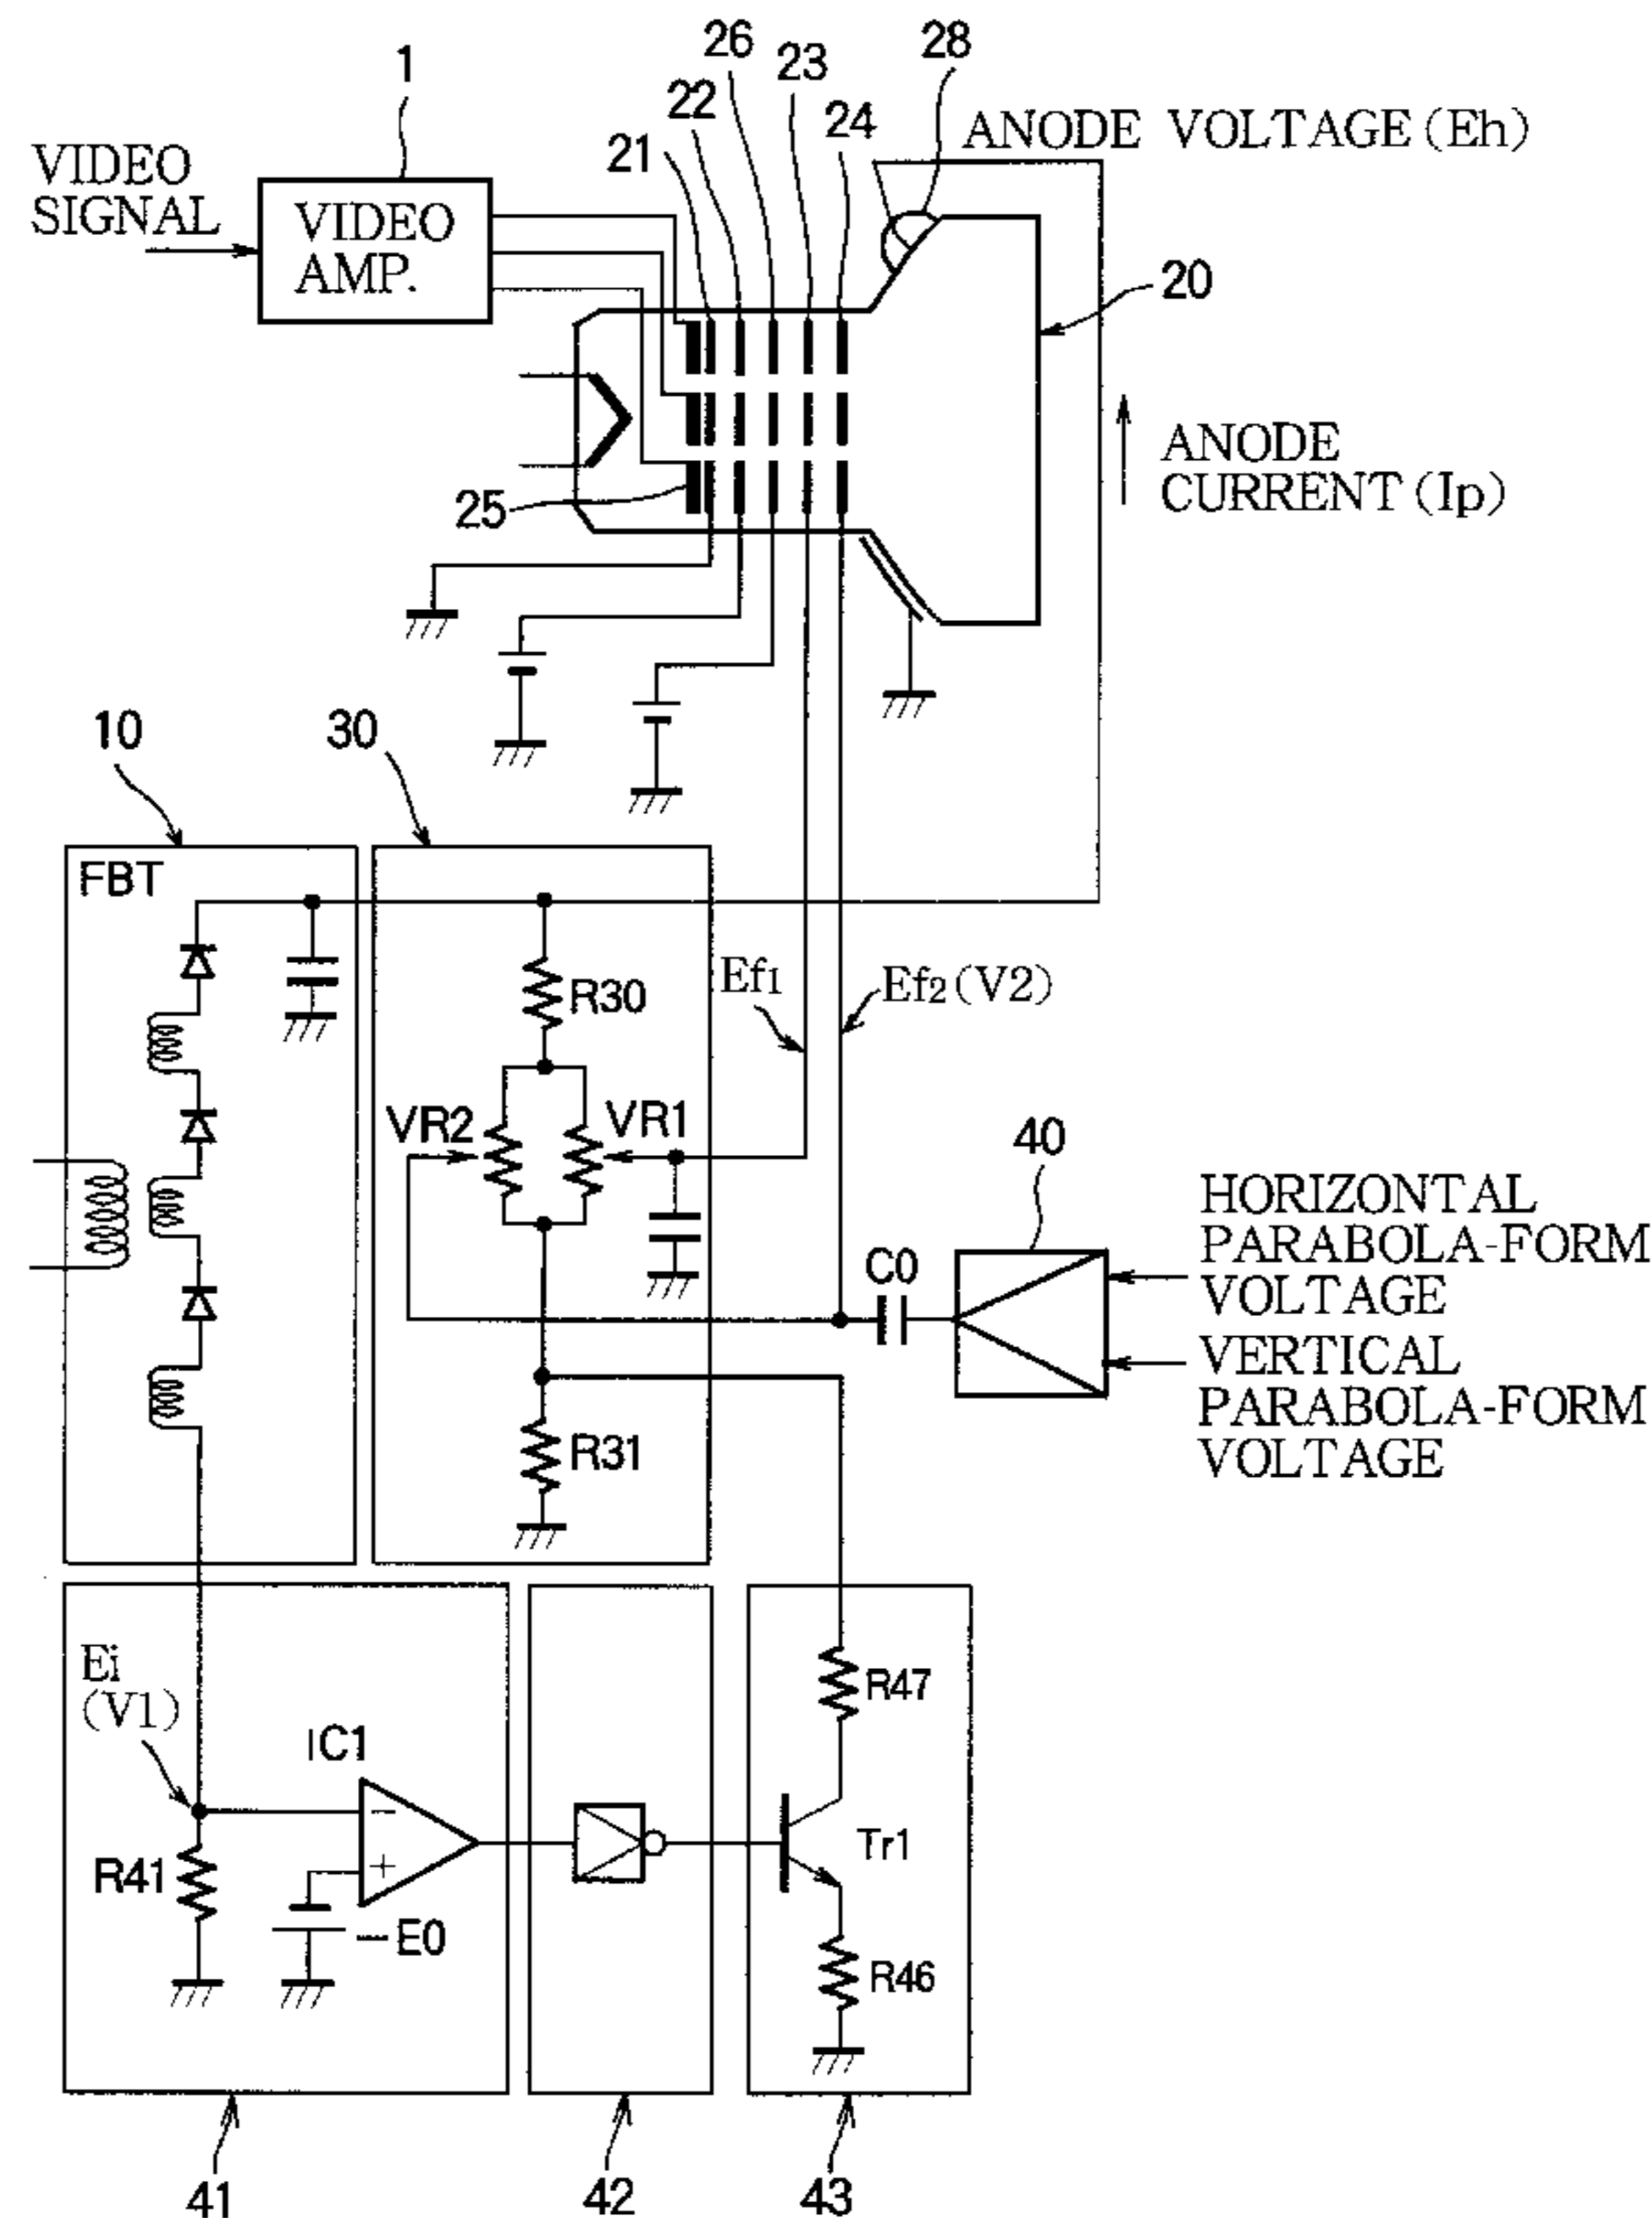 26
28
1
23
22
24
ANODE VOLTAGE (Eh)
21
VIDEO
SIGNAL
VIDEO
AMP.
20
ANODE
CURRENT (Ip)
25
10
30
FBT
R30
Ef1
Ef2 (V2)
VR2
VR1
40
HORIZONTAL
PARABOLA-FORM
VOLTAGE
C0
VERTICAL
PARABOLA-FORM
VOLTAGE
R31
Ei
(V1)
R47
IC1
−
+
Tr1
R41
−E0
R46
41
42
43